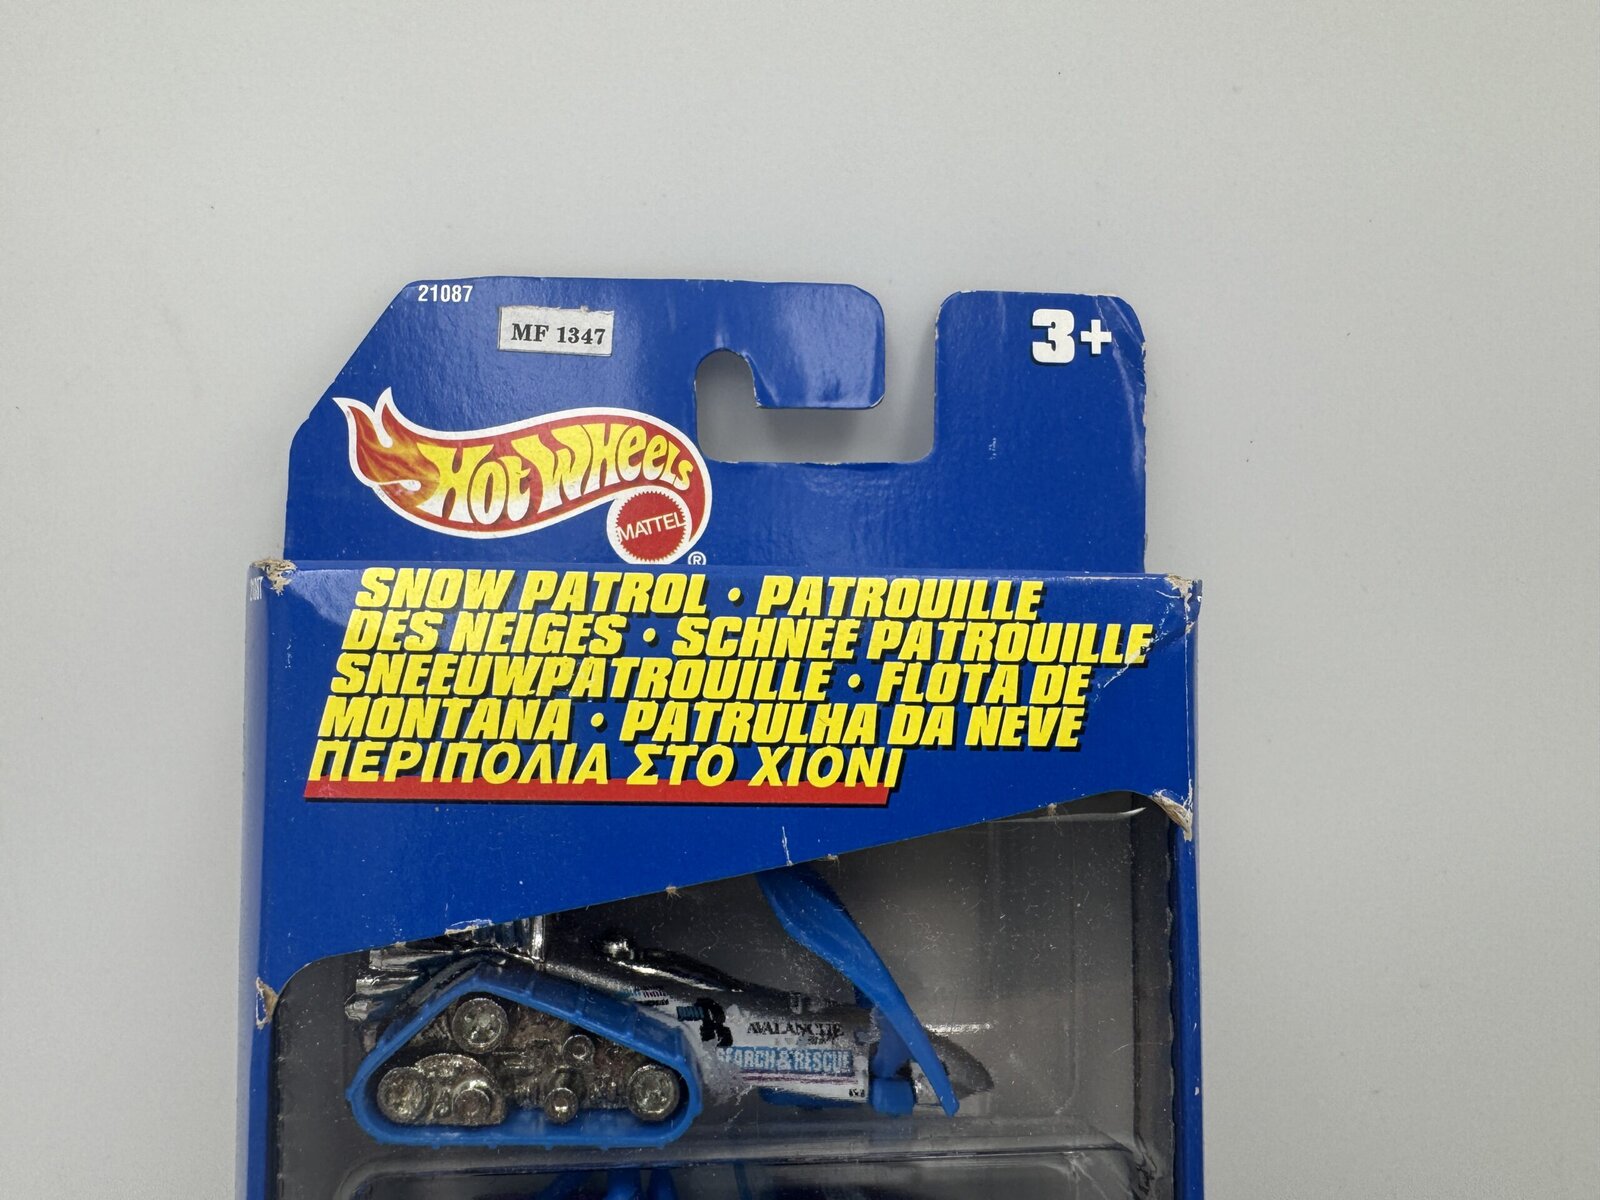 21087
MF 1347
3+
HOT WHEELS
MATTEL
®
SNOW PATROL • PATROUILLE
DES NEIGES • SCHNEE PATROUILLE
SNEEUWPATROUILLE • FLOTA DE
MONTANA • PATRULHA DA NEVE
ΠΕΡΙΠΟΛΙΑ ΣΤΟ ΧΙΟΝΙ
AVALANCHE
SEARCH & RESCUE